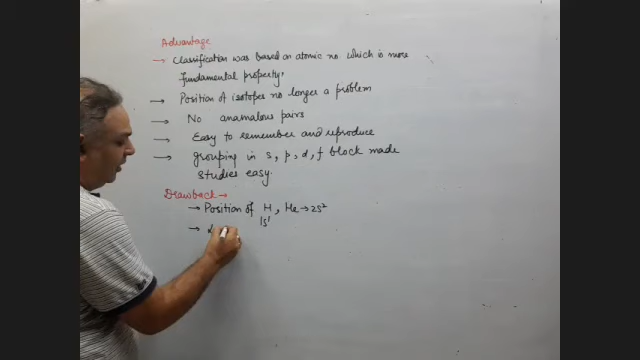 Advantage
→ Classification was based on atomic no. which is more
fundamental property.
→ Position of isotopes no longer a problem
→ No anamalous pairs
→ Easy to remember and reproduce
→ grouping in s, p, d, f block made
studies easy.
Drawback →
→ Position of H, He → 2s²
1s¹
→